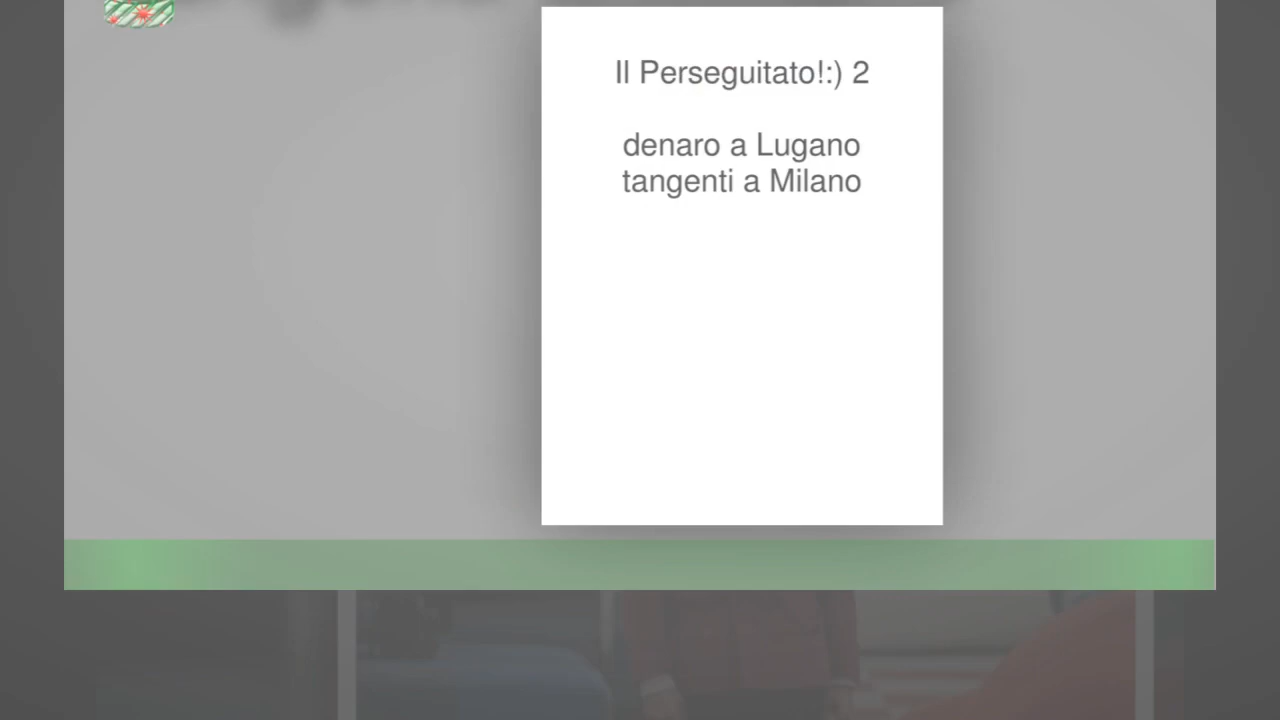 Il Perseguitato!:) 2
denaro a Lugano
tangenti a Milano